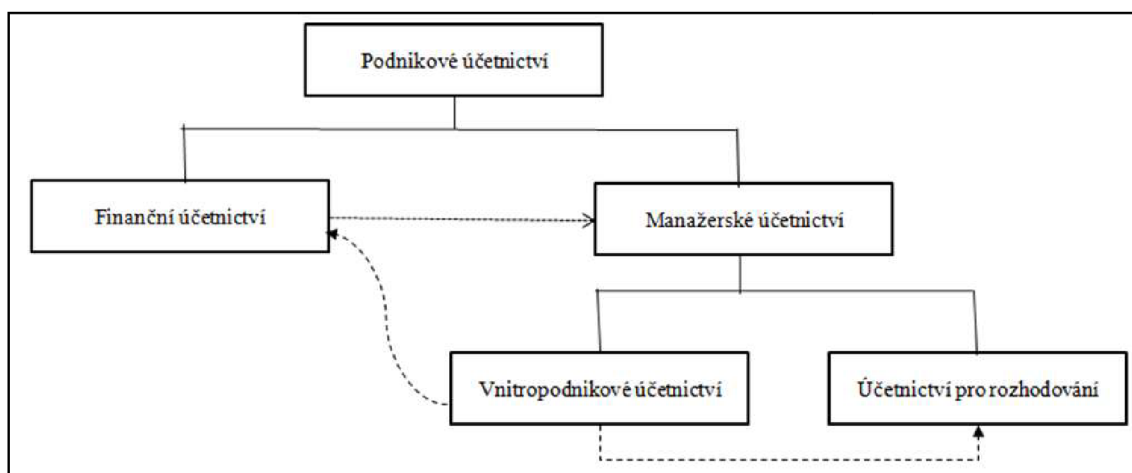 Podnikové účetnictví
Finanční účetnictví
Manažerské účetnictví
Vnitropodnikové účetnictví
Účetnictví pro rozhodování